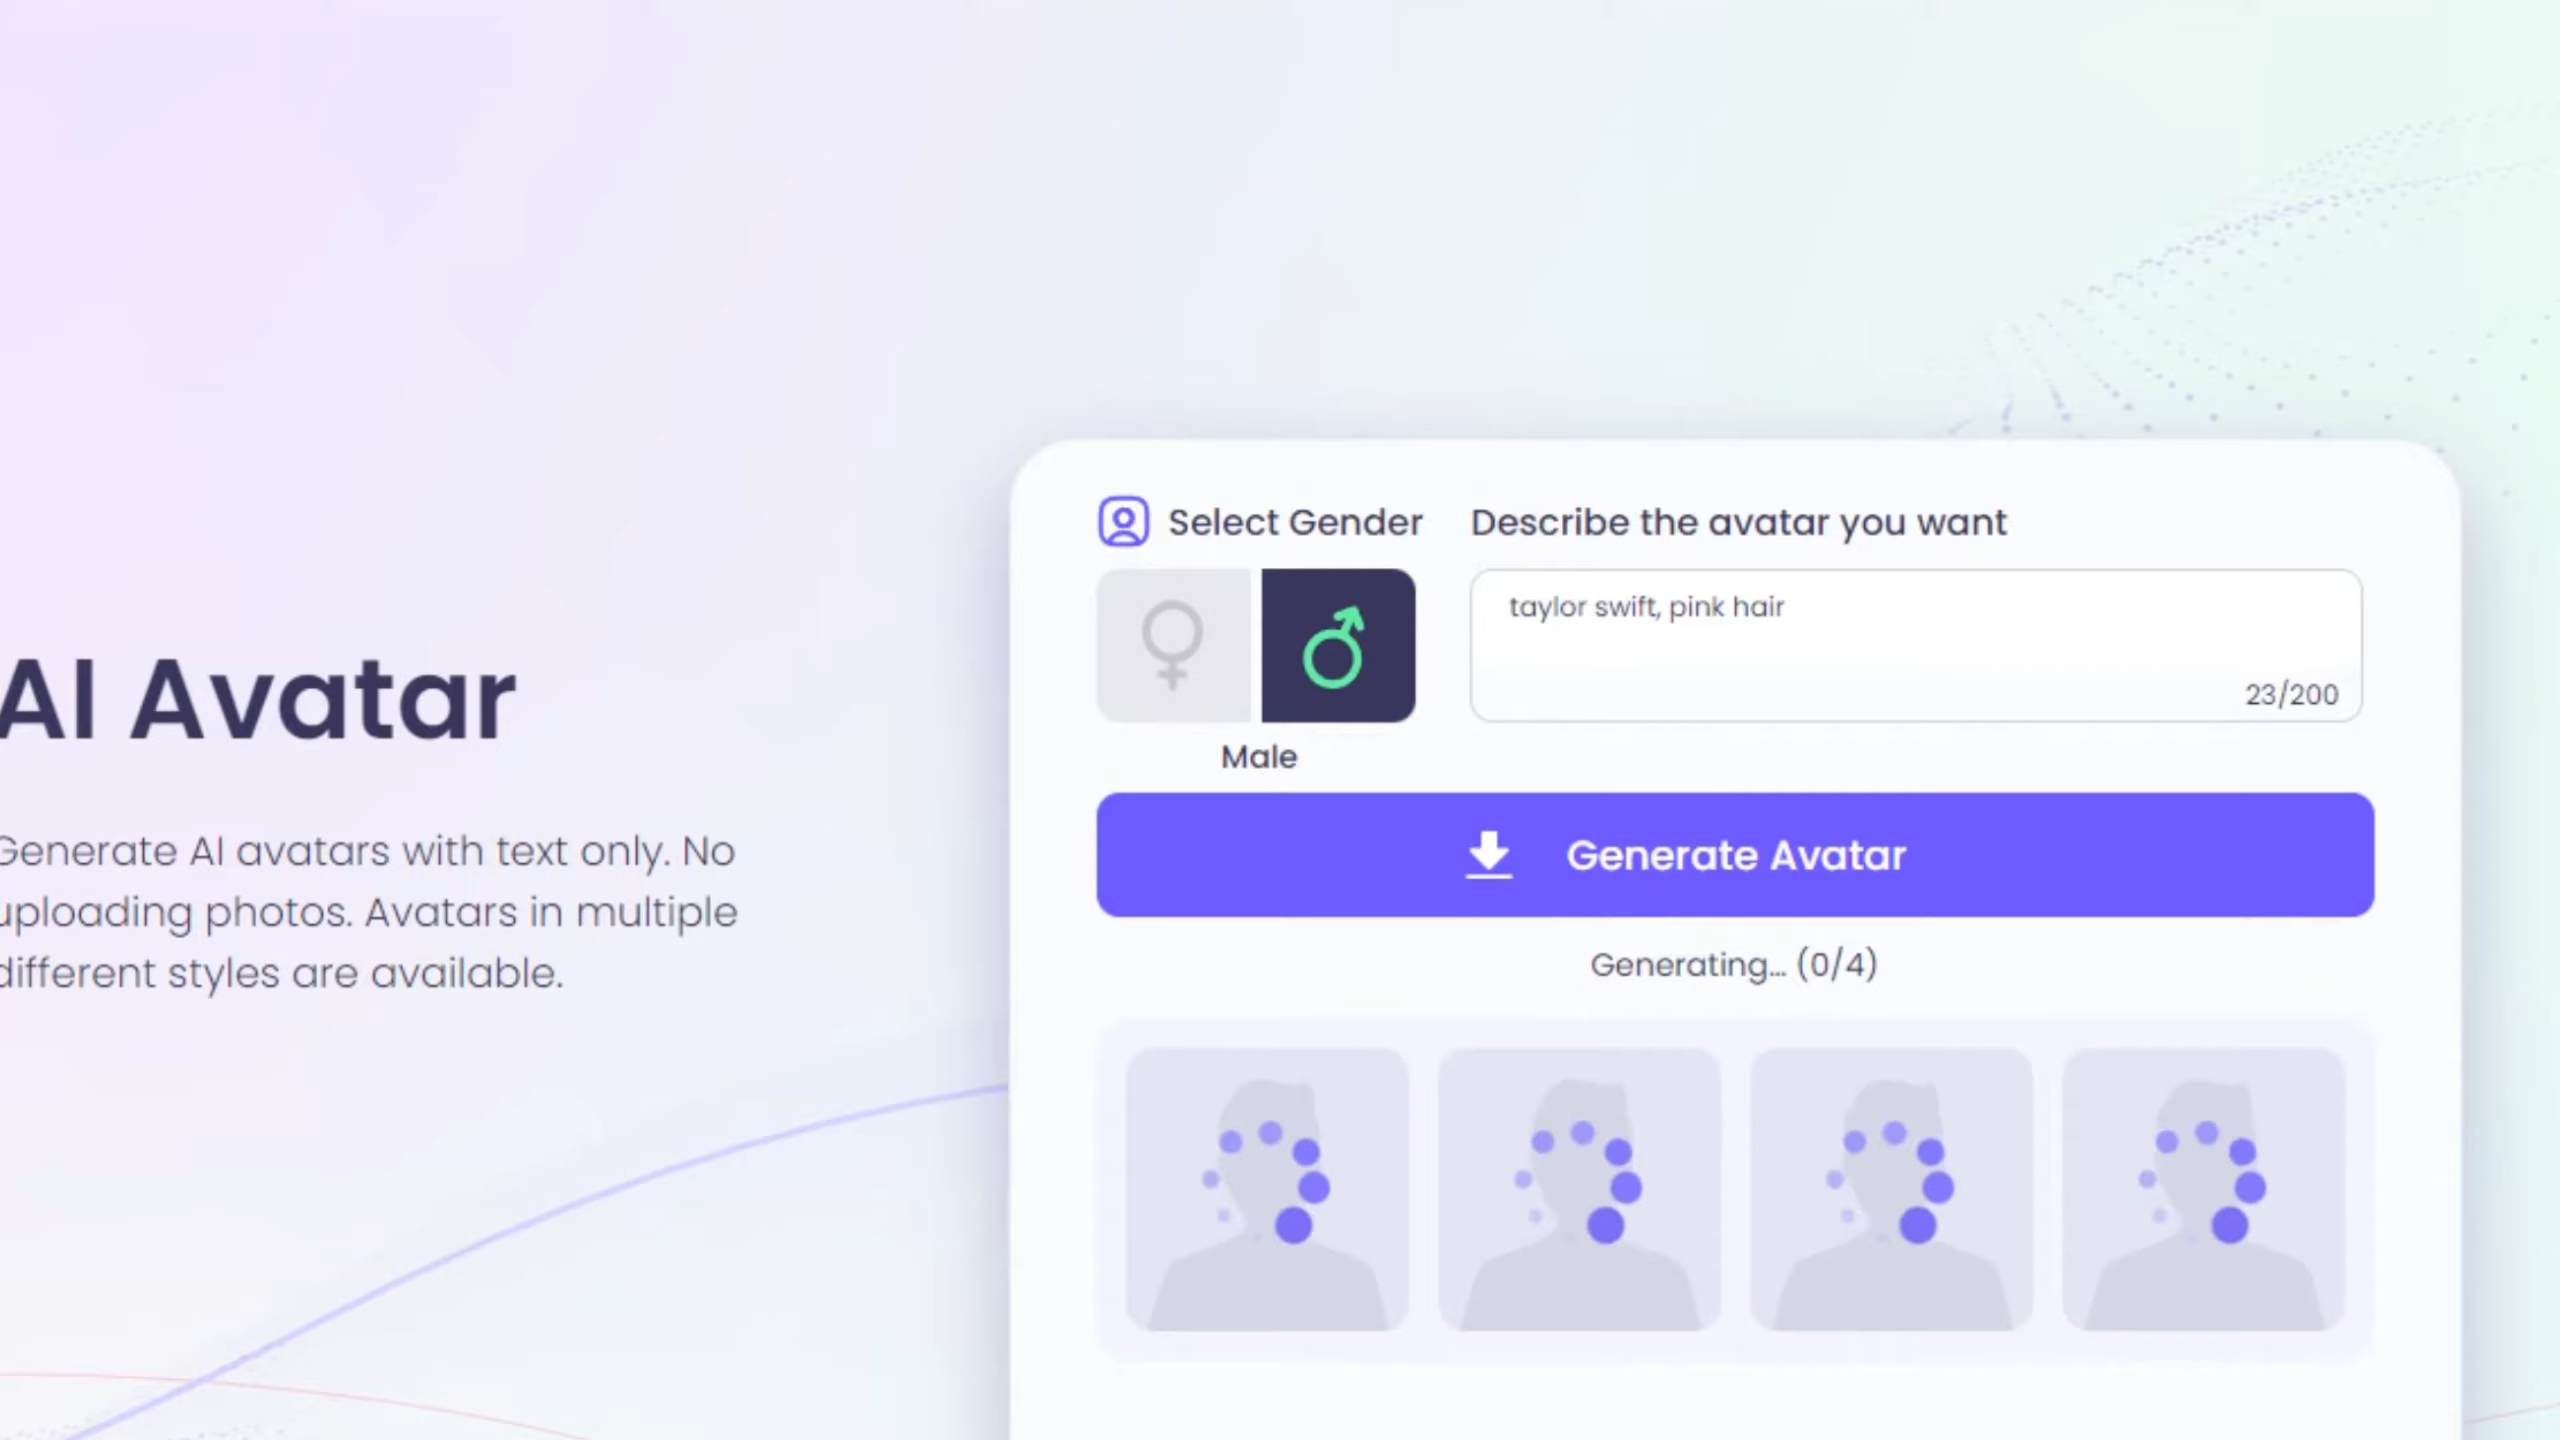 AI Avatar
Generate AI avatars with text only. No
uploading photos. Avatars in multiple
different styles are available.
Select Gender
Male
Describe the avatar you want
taylor swift, pink hair
23/200
Generate Avatar
Generating... (0/4)